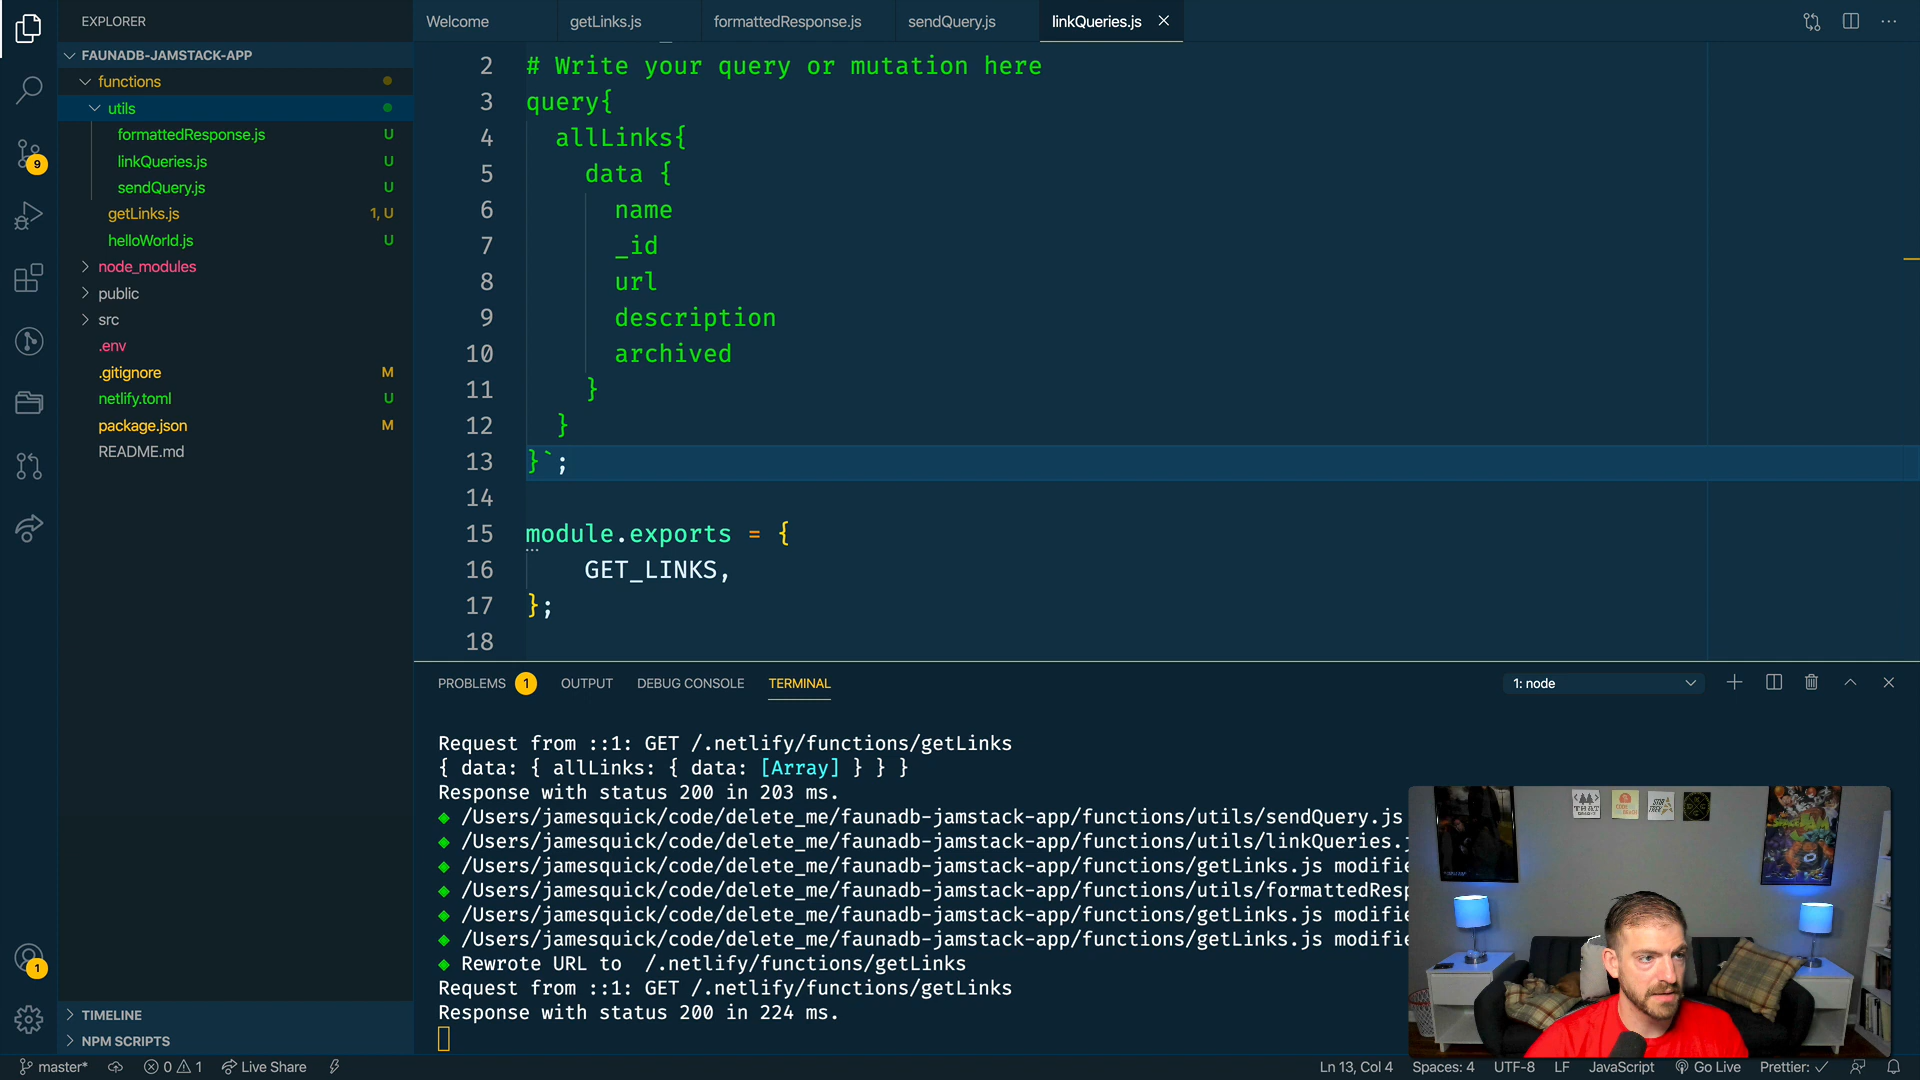 EXPLORER
FAUNADB-JAMSTACK-APP
functions
utils
formattedResponse.js U
linkQueries.js U
sendQuery.js U
getLinks.js 1, U
helloWorld.js U
node_modules
public
src
.env
.gitignore M
netlify.toml U
package.json M
README.md
9
1
TIMELINE
NPM SCRIPTS
Welcome getLinks.js formattedResponse.js sendQuery.js linkQueries.js
2 # Write your query or mutation here
3 query{
4 allLinks{
5 data {
6 name
7 _id
8 url
9 description
10 archived
11 }
12 }
13 }`;
14
15 module.exports = {
16 GET_LINKS,
17 };
18
PROBLEMS 1 OUTPUT DEBUG CONSOLE TERMINAL 1: node
Request from ::1: GET /.netlify/functions/getLinks
{ data: { allLinks: { data: [Array] } } }
Response with status 200 in 203 ms.
◈ /Users/jamesquick/code/delete_me/faunadb-jamstack-app/functions/utils/sendQuery.js
◈ /Users/jamesquick/code/delete_me/faunadb-jamstack-app/functions/utils/linkQueries.j
◈ /Users/jamesquick/code/delete_me/faunadb-jamstack-app/functions/getLinks.js modifie
◈ /Users/jamesquick/code/delete_me/faunadb-jamstack-app/functions/utils/formattedResp
◈ /Users/jamesquick/code/delete_me/faunadb-jamstack-app/functions/getLinks.js modifie
◈ /Users/jamesquick/code/delete_me/faunadb-jamstack-app/functions/getLinks.js modifie
◈ Rewrote URL to /.netlify/functions/getLinks
Request from ::1: GET /.netlify/functions/getLinks
Response with status 200 in 224 ms.
master* 0 1 Live Share Ln 13, Col 4 Spaces: 4 UTF-8 LF JavaScript Go Live Prettier: ✓